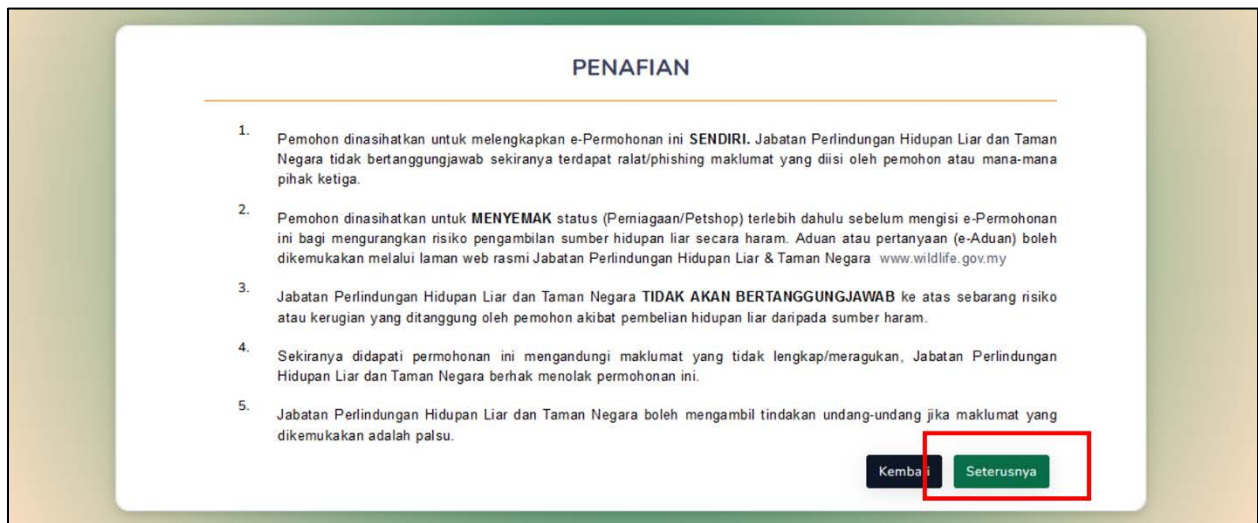 PENAFIAN
1. Pemohon dinasihatkan untuk melengkapkan e-Permohonan ini SENDIRI. Jabatan Perlindungan Hidupan Liar dan Taman
Negara tidak bertanggungjawab sekiranya terdapat ralat/phishing maklumat yang diisi oleh pemohon atau mana-mana
pihak ketiga.
2. Pemohon dinasihatkan untuk MENYEMAK status (Perniagaan/Petshop) terlebih dahulu sebelum mengisi e-Permohonan
ini bagi mengurangkan risiko pengambilan sumber hidupan liar secara haram. Aduan atau pertanyaan (e-Aduan) boleh
dikemukakan melalui laman web rasmi Jabatan Perlindungan Hidupan Liar & Taman Negara www.wildlife.gov.my
3. Jabatan Perlindungan Hidupan Liar dan Taman Negara TIDAK AKAN BERTANGGUNGJAWAB ke atas sebarang risiko
atau kerugian yang ditanggung oleh pemohon akibat pembelian hidupan liar daripada sumber haram.
4. Sekiranya didapati permohonan ini mengandungi maklumat yang tidak lengkap/meragukan, Jabatan Perlindungan
Hidupan Liar dan Taman Negara berhak menolak permohonan ini.
5. Jabatan Perlindungan Hidupan Liar dan Taman Negara boleh mengambil tindakan undang-undang jika maklumat yang
dikemukakan adalah palsu.
Kembali Seterusnya